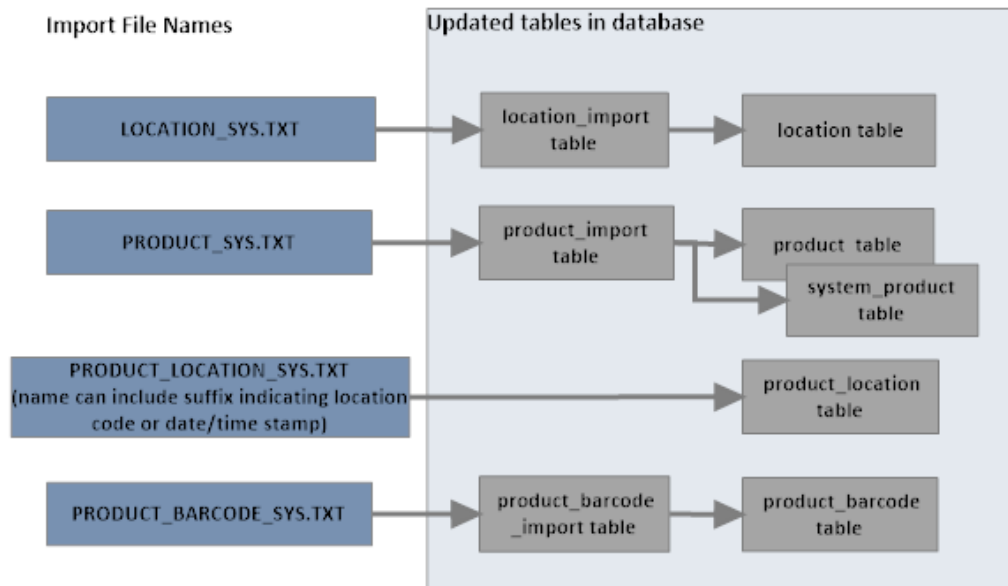 Import File Names
Updated tables in database
LOCATION_SYS.TXT
location_import
table
location table
PRODUCT_SYS.TXT
product_import
table
product table
system_product
table
PRODUCT_LOCATION_SYS.TXT
(name can include suffix indicating location
code or date/time stamp)
product_location
table
PRODUCT_BARCODE_SYS.TXT
product_barcode
_import table
product_barcode
table